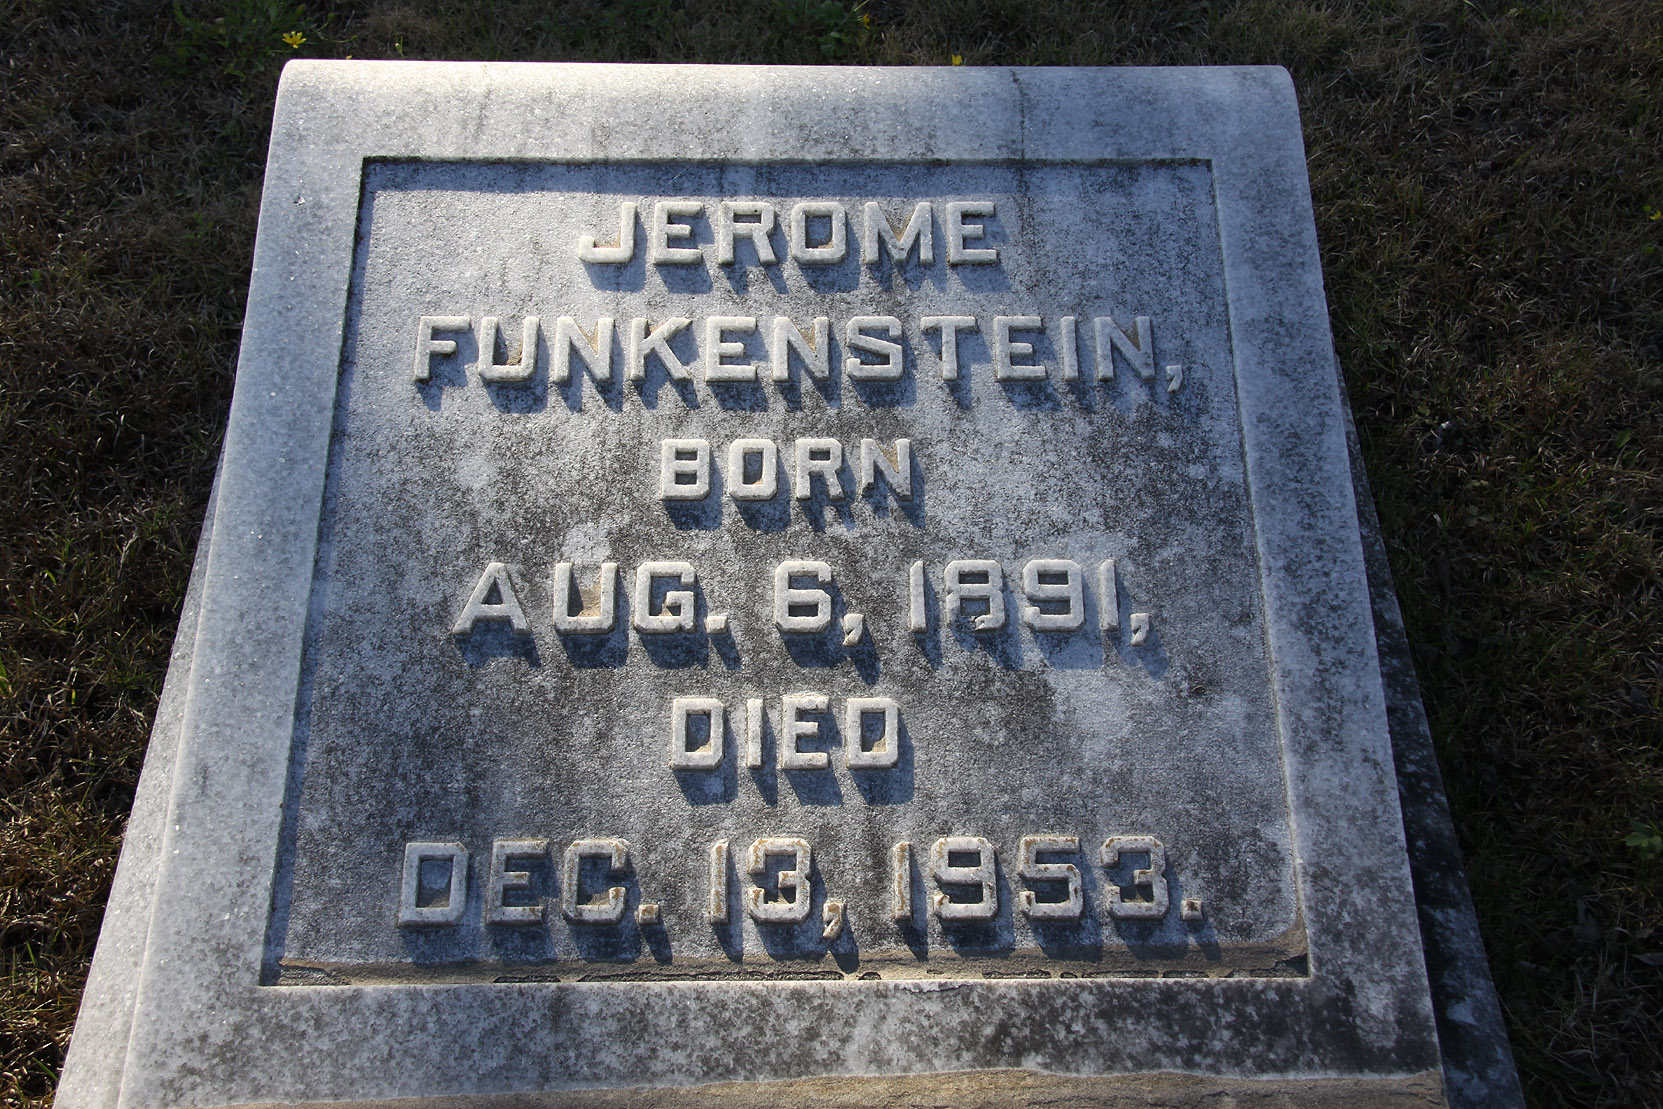 JEROME
FUNKENSTEIN,
BORN
AUG. 6, 1891,
DIED
DEC. 13, 1953.